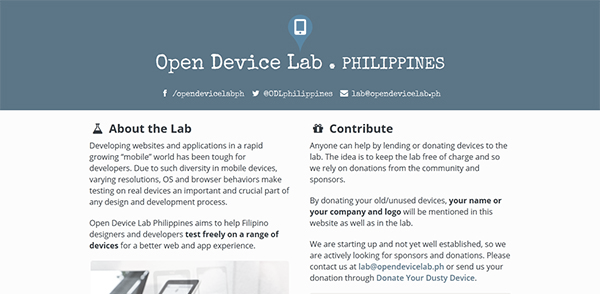 Open Device Lab . PHILIPPINES
/opendevicelabph @ODLphilippines lab@opendevicelab.ph
About the Lab
Developing websites and applications in a rapid
growing “mobile” world has been tough for
developers. Due to such diversity in mobile devices,
varying resolutions, OS and browser behaviors make
testing on real devices an important and crucial part of
any design and development process.
Open Device Lab Philippines aims to help Filipino
designers and developers test freely on a range of
devices for a better web and app experience.
Contribute
Anyone can help by lending or donating devices to the
lab. The idea is to keep the lab free of charge and so
we rely on donations from the community and
sponsors.
By donating your old/unused devices, your name or
your company and logo will be mentioned in this
website as well as in the lab.
We are starting up and not yet well established, so we
are actively looking for sponsors and donations. Please
contact us at lab@opendevicelab.ph or send us your
donation through Donate Your Dusty Device.